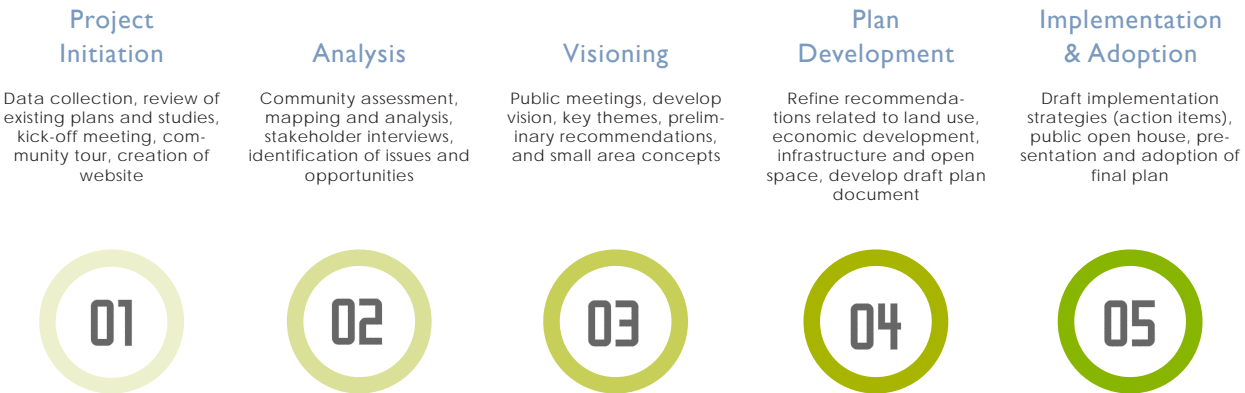 Project
Initiation
Data collection, review of
existing plans and studies,
kick-off meeting, com-
munity tour, creation of
website
01
Analysis
Community assessment,
mapping and analysis,
stakeholder interviews,
identification of issues and
opportunities
02
Visioning
Public meetings, develop
vision, key themes, prelim-
inary recommendations,
and small area concepts
03
Plan
Development
Refine recommenda-
tions related to land use,
economic development,
infrastructure and open
space, develop draft plan
document
04
Implementation
& Adoption
Draft implementation
strategies (action items),
public open house, pre-
sentation and adoption of
final plan
05